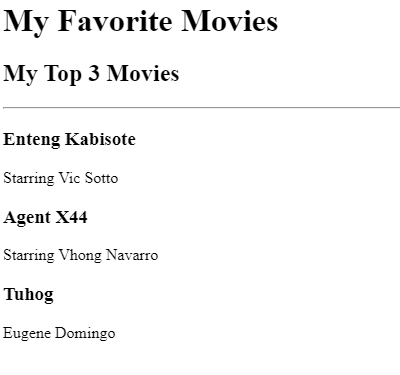 My Favorite Movies
My Top 3 Movies
Enteng Kabisote
Starring Vic Sotto
Agent X44
Starring Vhong Navarro
Tuhog
Eugene Domingo